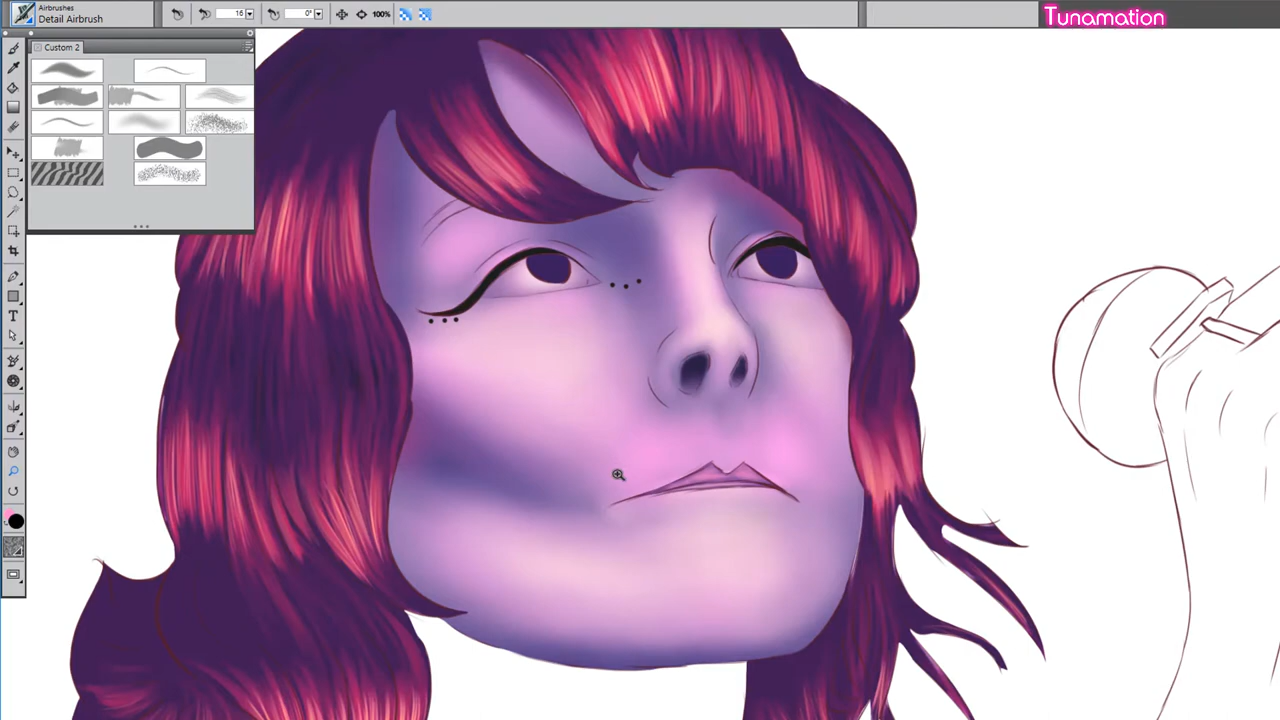 Airbrushes
Detail Airbrush
16
0°
100%
Tunamation
Custom 2
T